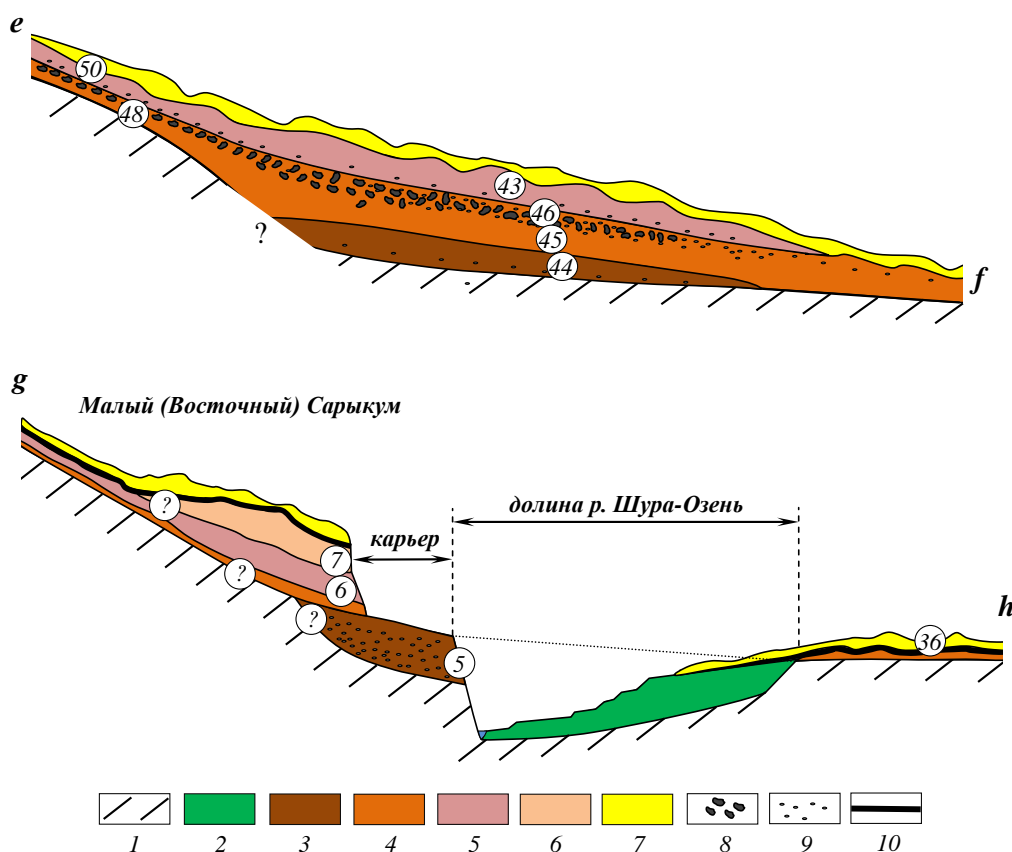 e
50
48
43
46
45
44
?
f
g
Малый (Восточный) Сарыкум
долина р. Шура-Озень
карьер
?
7
?
6
h
?
36
5
1 2 3 4 5 6 7 8 9 10